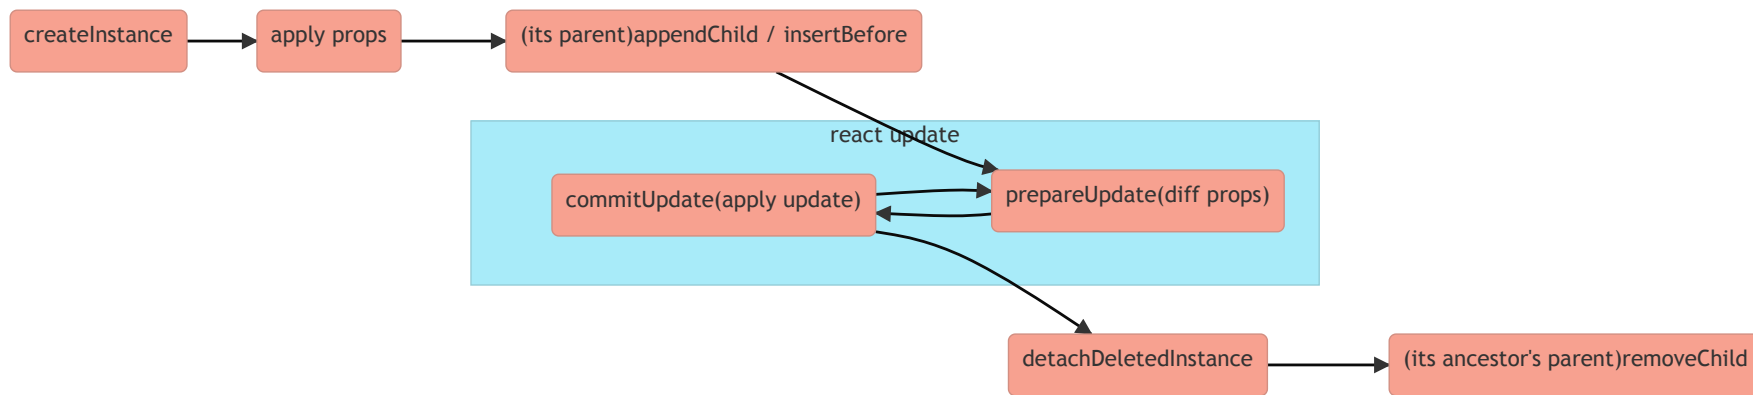 createInstance
apply props
(its parent)appendChild / insertBefore
react update
commitUpdate(apply update)
prepareUpdate(diff props)
detachDeletedInstance
(its ancestor's parent)removeChild